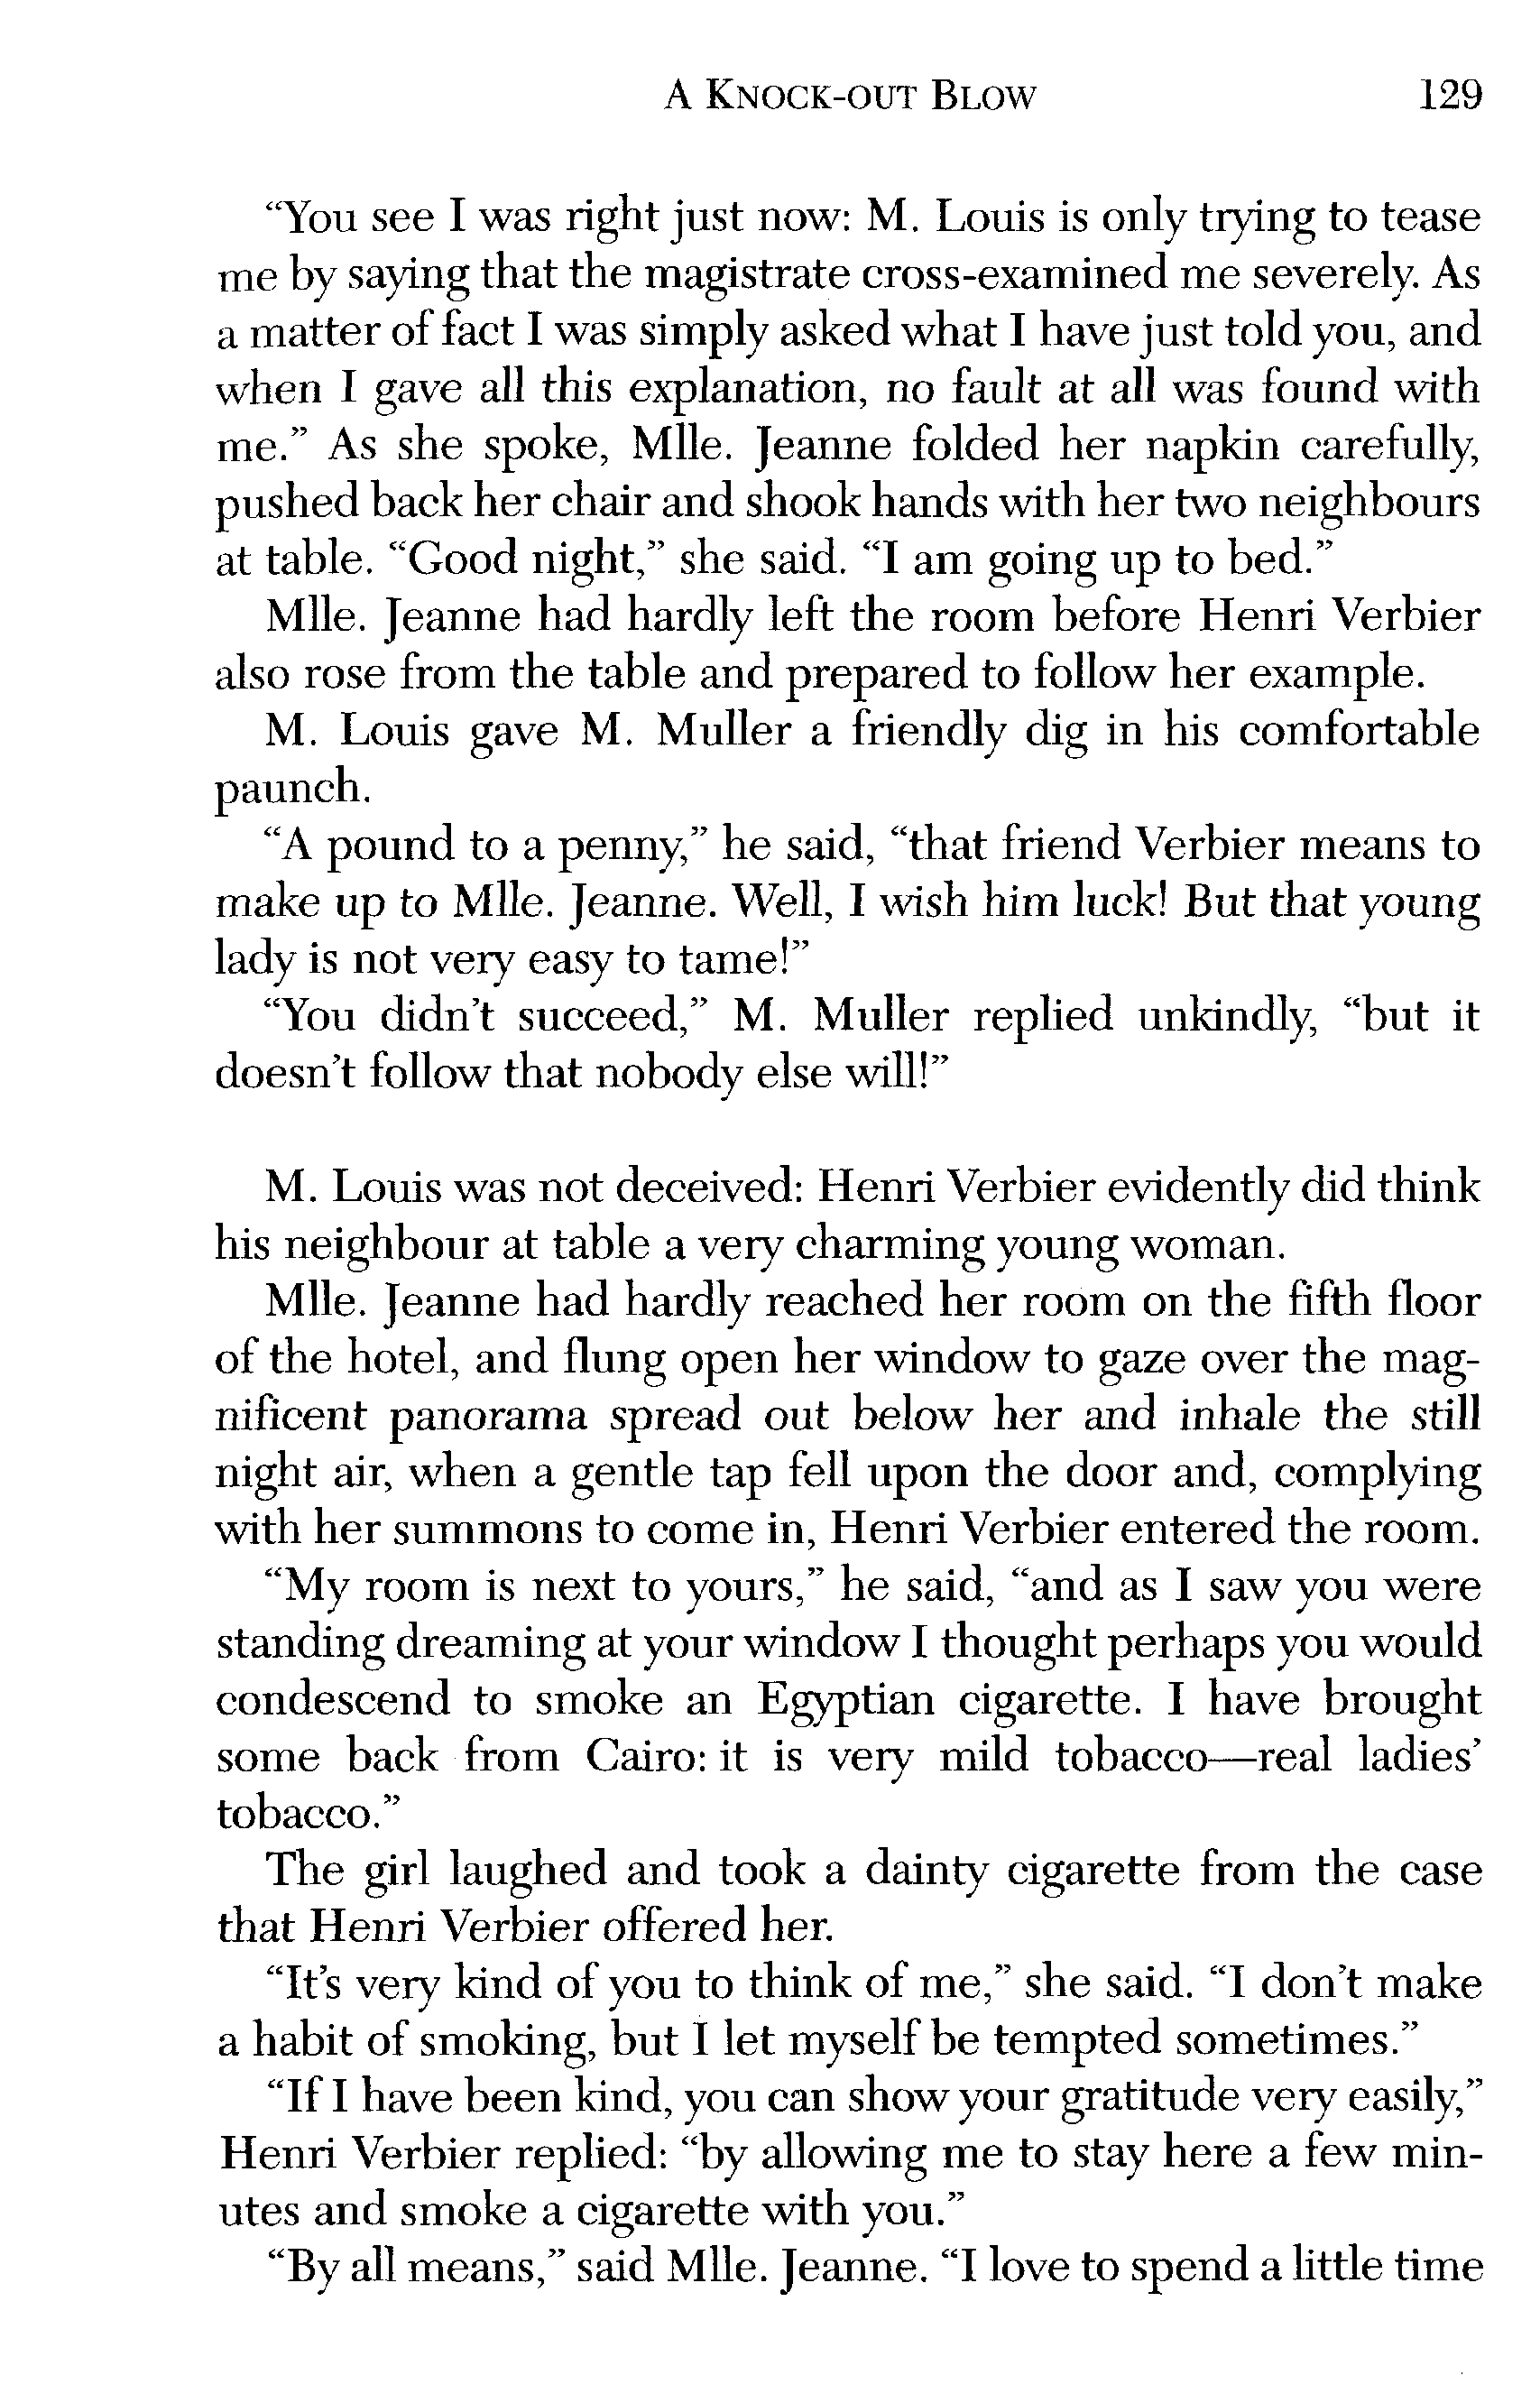 A KNOCK-OUT BLOW 129
“You see I was right just now: M. Louis is only trying to tease
me by saying that the magistrate cross-examined me severely. As
a matter of fact I was simply asked what I have just told you, and
when I gave all this explanation, no fault at all was found with
me.” As she spoke, Mlle. Jeanne folded her napkin carefully,
pushed back her chair and shook hands with her two neighbours
at table. “Good night,” she said. “I am going up to bed.”
Mlle. Jeanne had hardly left the room before Henri Verbier
also rose from the table and prepared to follow her example.
M. Louis gave M. Muller a friendly dig in his comfortable
paunch.
“A pound to a penny,” he said, “that friend Verbier means to
make up to Mlle. Jeanne. Well, I wish him luck! But that young
lady is not very easy to tame!”
“You didn’t succeed,” M. Muller replied unkindly, “but it
doesn’t follow that nobody else will!”
M. Louis was not deceived: Henri Verbier evidently did think
his neighbour at table a very charming young woman.
Mlle. Jeanne had hardly reached her room on the fifth floor
of the hotel, and flung open her window to gaze over the mag-
nificent panorama spread out below her and inhale the still
night air, when a gentle tap fell upon the door and, complying
with her summons to come in, Henri Verbier entered the room.
“My room is next to yours,” he said, “and as I saw you were
standing dreaming at your window I thought perhaps you would
condescend to smoke an Egyptian cigarette. I have brought
some back from Cairo: it is very mild tobacco—real ladies’
tobacco.”
The girl laughed and took a dainty cigarette from the case
that Henri Verbier offered her.
“It’s very kind of you to think of me,” she said. “I don’t make
a habit of smoking, but I let myself be tempted sometimes.”
“If I have been kind, you can show your gratitude very easily,”
Henri Verbier replied: “by allowing me to stay here a few min-
utes and smoke a cigarette with you.”
“By all means,” said Mlle. Jeanne. “I love to spend a little time